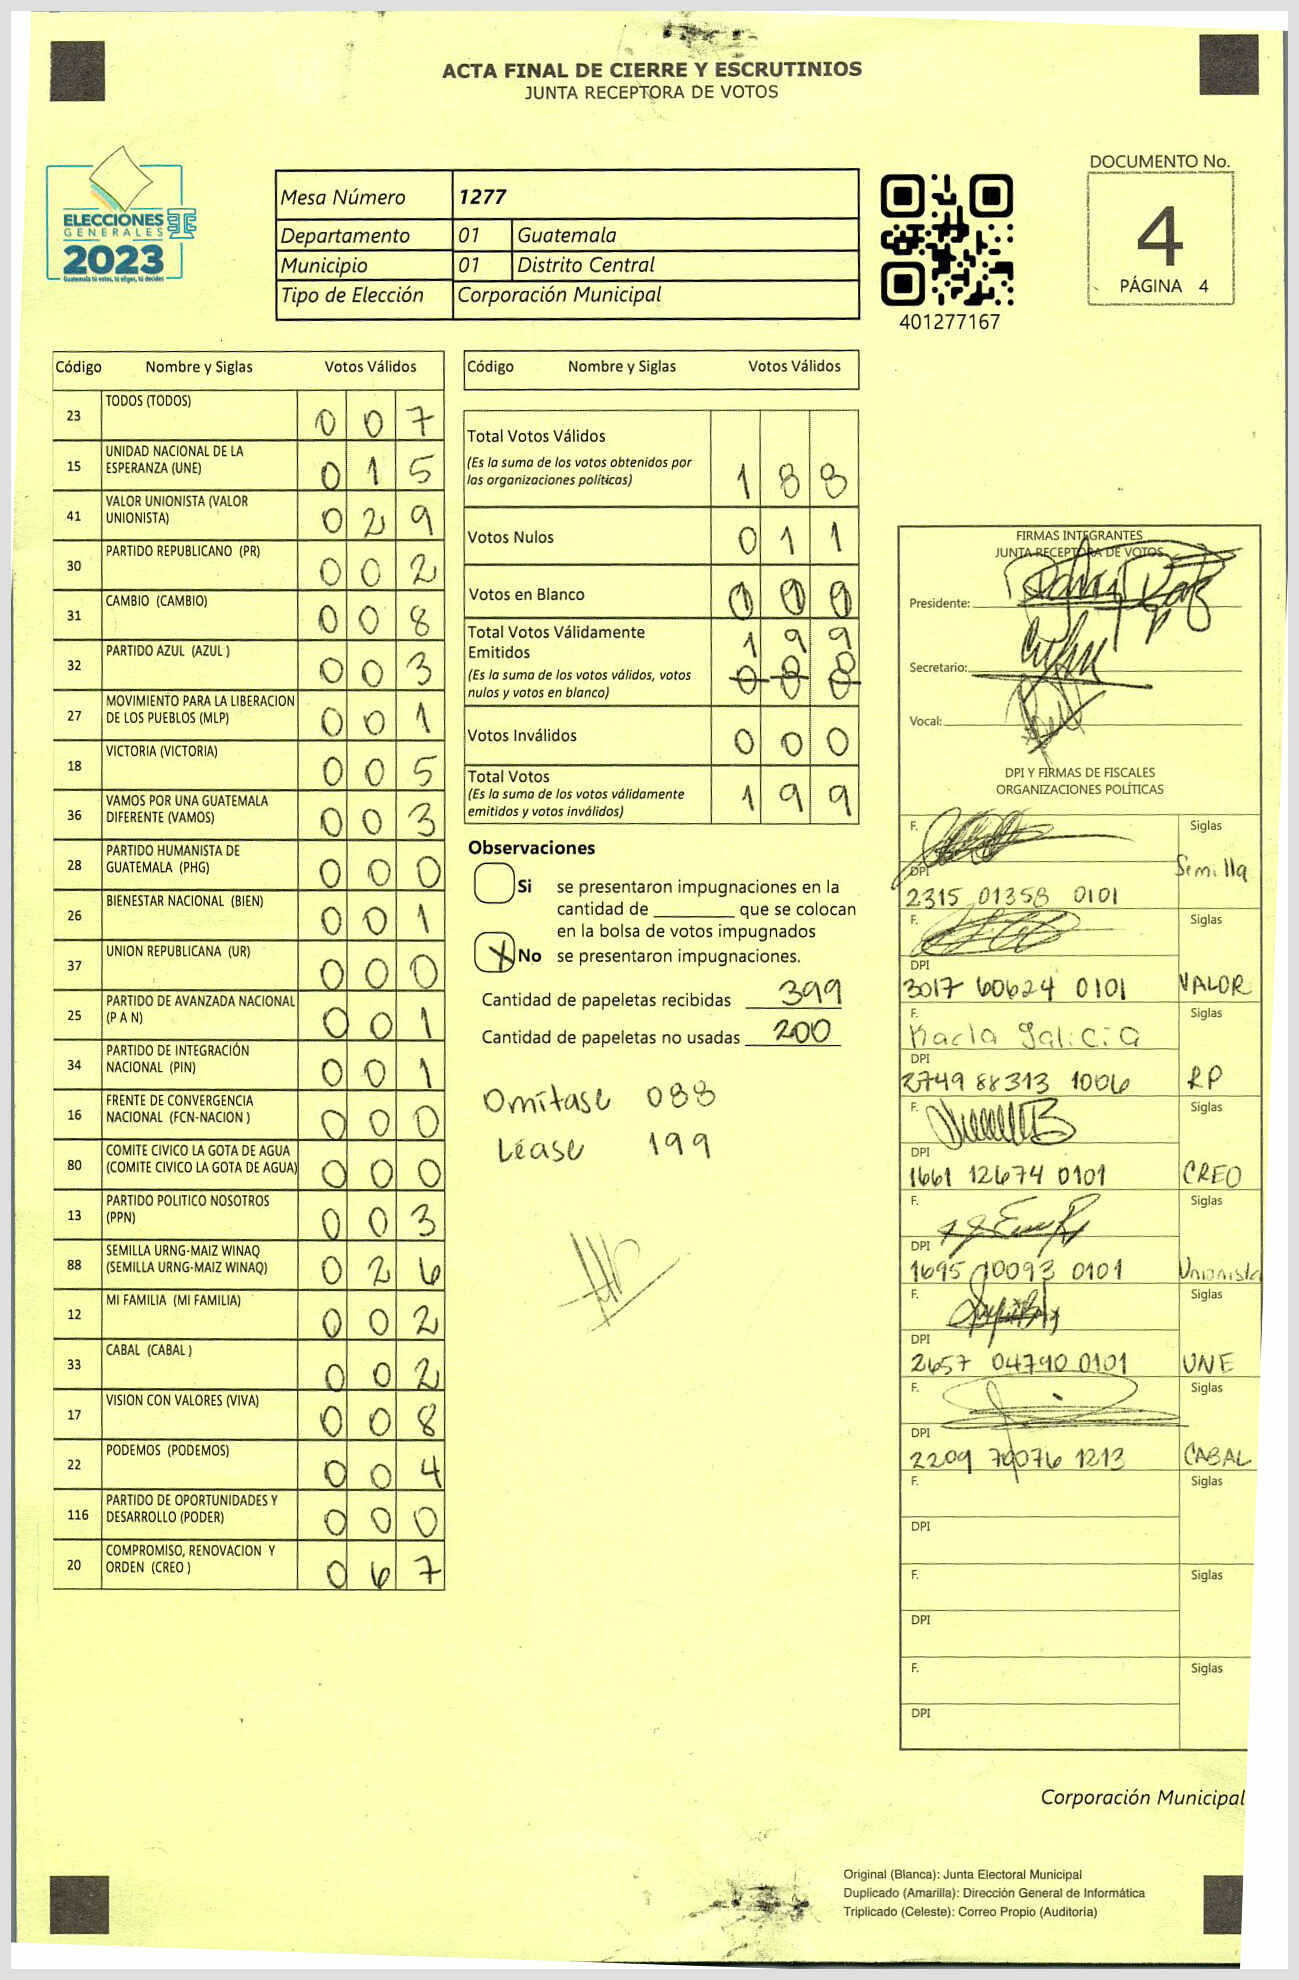 ACTA FINAL DE CIERRE Y ESCRUTINIOS
JUNTA RECEPTORA DE VOTOS
ELECCIONES
GENERALES
2023
Guatemala tú votas, tú eliges, tú decides
Mesa Número 1277
Departamento 01 Guatemala
Municipio 01 Distrito Central
Tipo de Elección Corporación Municipal
401277167
DOCUMENTO No.
4
PÁGINA 4
Código Nombre y Siglas Votos Válidos
23 TODOS (TODOS) 0 0 7
15 UNIDAD NACIONAL DE LA ESPERANZA (UNE) 0 1 5
41 VALOR UNIONISTA (VALOR UNIONISTA) 0 2 9
30 PARTIDO REPUBLICANO (PR) 0 0 2
31 CAMBIO (CAMBIO) 0 0 8
32 PARTIDO AZUL (AZUL ) 0 0 3
27 MOVIMIENTO PARA LA LIBERACION DE LOS PUEBLOS (MLP) 0 0 1
18 VICTORIA (VICTORIA) 0 0 5
36 VAMOS POR UNA GUATEMALA DIFERENTE (VAMOS) 0 0 3
28 PARTIDO HUMANISTA DE GUATEMALA (PHG) 0 0 0
26 BIENESTAR NACIONAL (BIEN) 0 0 1
37 UNION REPUBLICANA (UR) 0 0 0
25 PARTIDO DE AVANZADA NACIONAL (P A N) 0 0 1
34 PARTIDO DE INTEGRACIÓN NACIONAL (PIN) 0 0 1
16 FRENTE DE CONVERGENCIA NACIONAL (FCN-NACION ) 0 0 0
80 COMITE CIVICO LA GOTA DE AGUA (COMITE CIVICO LA GOTA DE AGUA) 0 0 0
13 PARTIDO POLITICO NOSOTROS (PPN) 0 0 3
88 SEMILLA URNG-MAIZ WINAQ (SEMILLA URNG-MAIZ WINAQ) 0 2 6
12 MI FAMILIA (MI FAMILIA) 0 0 2
33 CABAL (CABAL ) 0 0 2
17 VISION CON VALORES (VIVA) 0 0 8
22 PODEMOS (PODEMOS) 0 0 4
116 PARTIDO DE OPORTUNIDADES Y DESARROLLO (PODER) 0 0 0
20 COMPROMISO, RENOVACION Y ORDEN (CREO ) 0 6 7
Código Nombre y Siglas Votos Válidos
Total Votos Válidos
(Es la suma de los votos obtenidos por
las organizaciones políticas) 1 8 8
Votos Nulos 0 1 1
Votos en Blanco
Total Votos Válidamente
Emitidos 1 9 9
(Es la suma de los votos válidos, votos
nulos y votos en blanco)
Votos Inválidos 0 0 0
Total Votos
(Es la suma de los votos válidamente
emitidos y votos inválidos) 1 9 9
Observaciones
Si se presentaron impugnaciones en la
cantidad de ________ que se colocan
en la bolsa de votos impugnados
X No se presentaron impugnaciones.
Cantidad de papeletas recibidas 399
Cantidad de papeletas no usadas 200
Omitase 088
Léase 199
FIRMAS INTEGRANTES
JUNTA RECEPTORA DE VOTOS
Presidente:
Secretario:
Vocal:
DPI Y FIRMAS DE FISCALES
ORGANIZACIONES POLÍTICAS
F. Siglas
DPI Semilla
2315 01358 0101
F. Siglas
DPI
3017 60624 0101 VALOR
F. Siglas
Karla Galicia
DPI
2749 88313 1006 RP
F. Siglas
DPI
1661 12674 0101 CREO
F. Siglas
DPI
1695 10093 0101 Unionista
F. Siglas
DPI
2657 04790 0101 UNE
F. Siglas
DPI
2209 79076 1213 CABAL
F. Siglas
DPI
F. Siglas
DPI
F. Siglas
DPI
Corporación Municipal
Original (Blanca): Junta Electoral Municipal
Duplicado (Amarilla): Dirección General de Informática
Triplicado (Celeste): Correo Propio (Auditoria)